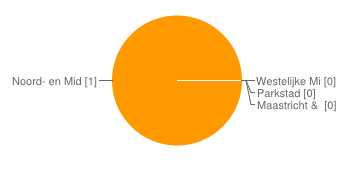 Noord- en Mid [1]
Westelijke Mi [0]
Parkstad [0]
Maastricht &  [0]